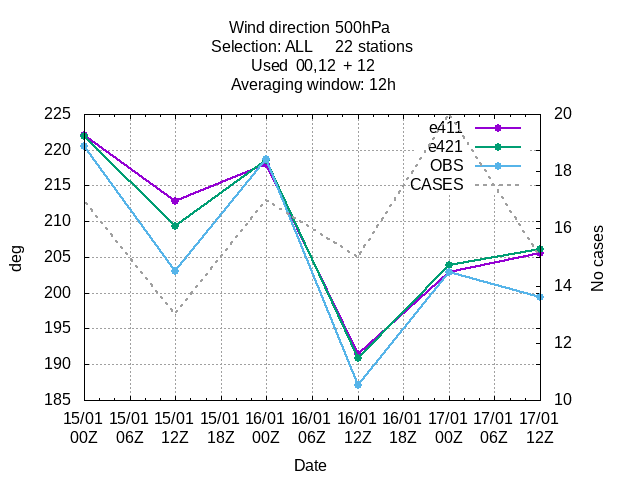 Wind direction 500hPa
Selection: ALL 22 stations
Used 00,12 + 12
Averaging window: 12h
e411
e421
OBS
CASES
deg
225
220
215
210
205
200
195
190
185
No cases
20
18
16
14
12
10
15/01 15/01 15/01 15/01 16/01 16/01 16/01 16/01 17/01 17/01 17/01
00Z 06Z 12Z 18Z 00Z 06Z 12Z 18Z 00Z 06Z 12Z
Date